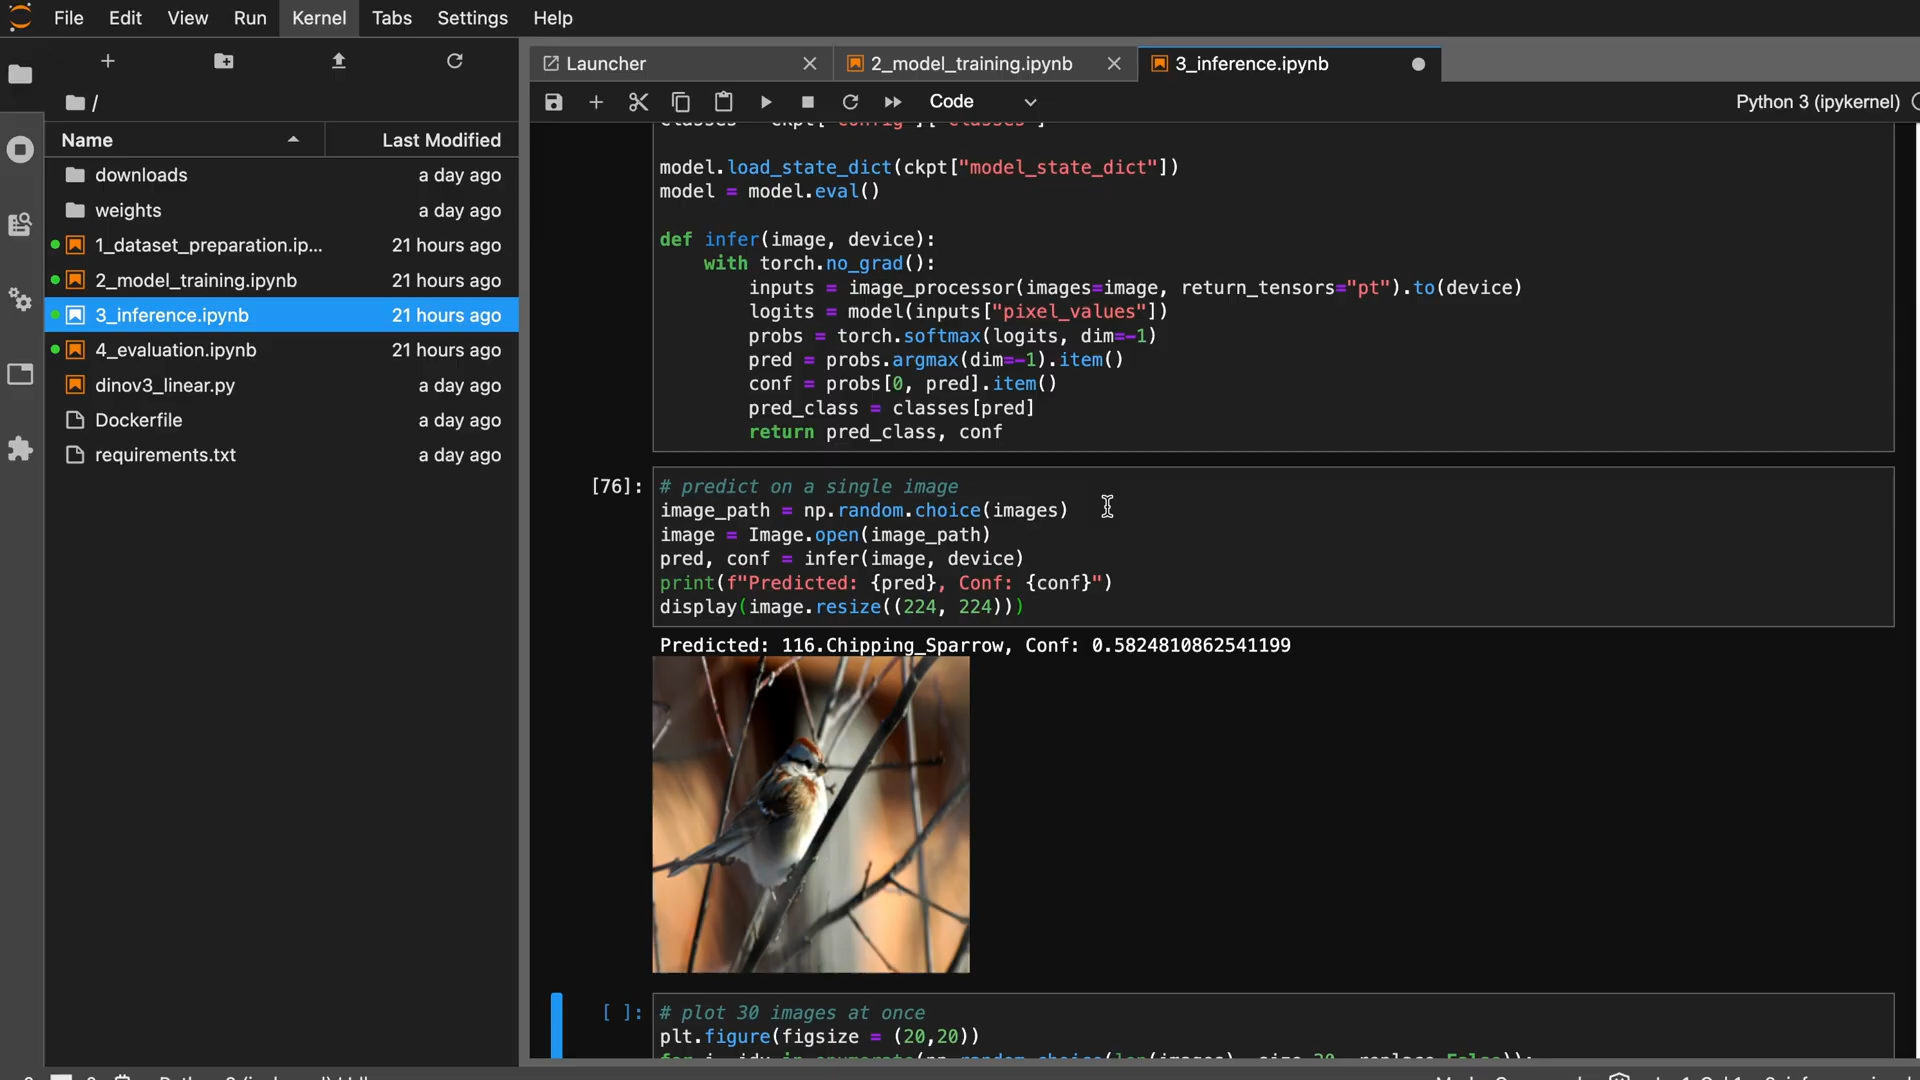 File Edit View Run Kernel Tabs Settings Help
Launcher
2_model_training.ipynb
3_inference.ipynb
/
Code
Python 3 (ipykernel)
Name Last Modified
downloads a day ago
weights a day ago
1_dataset_preparation.ip... 21 hours ago
2_model_training.ipynb 21 hours ago
3_inference.ipynb 21 hours ago
4_evaluation.ipynb 21 hours ago
dinov3_linear.py a day ago
Dockerfile a day ago
requirements.txt a day ago
model.load_state_dict(ckpt["model_state_dict"])
model = model.eval()
def infer(image, device):
with torch.no_grad():
inputs = image_processor(images=image, return_tensors="pt").to(device)
logits = model(inputs["pixel_values"])
probs = torch.softmax(logits, dim=-1)
pred = probs.argmax(dim=-1).item()
conf = probs[0, pred].item()
pred_class = classes[pred]
return pred_class, conf
[76]: # predict on a single image
image_path = np.random.choice(images)
image = Image.open(image_path)
pred, conf = infer(image, device)
print(f"Predicted: {pred}, Conf: {conf}")
display(image.resize((224, 224)))
Predicted: 116.Chipping_Sparrow, Conf: 0.5824810862541199
[ ]: # plot 30 images at once
plt.figure(figsize = (20,20))